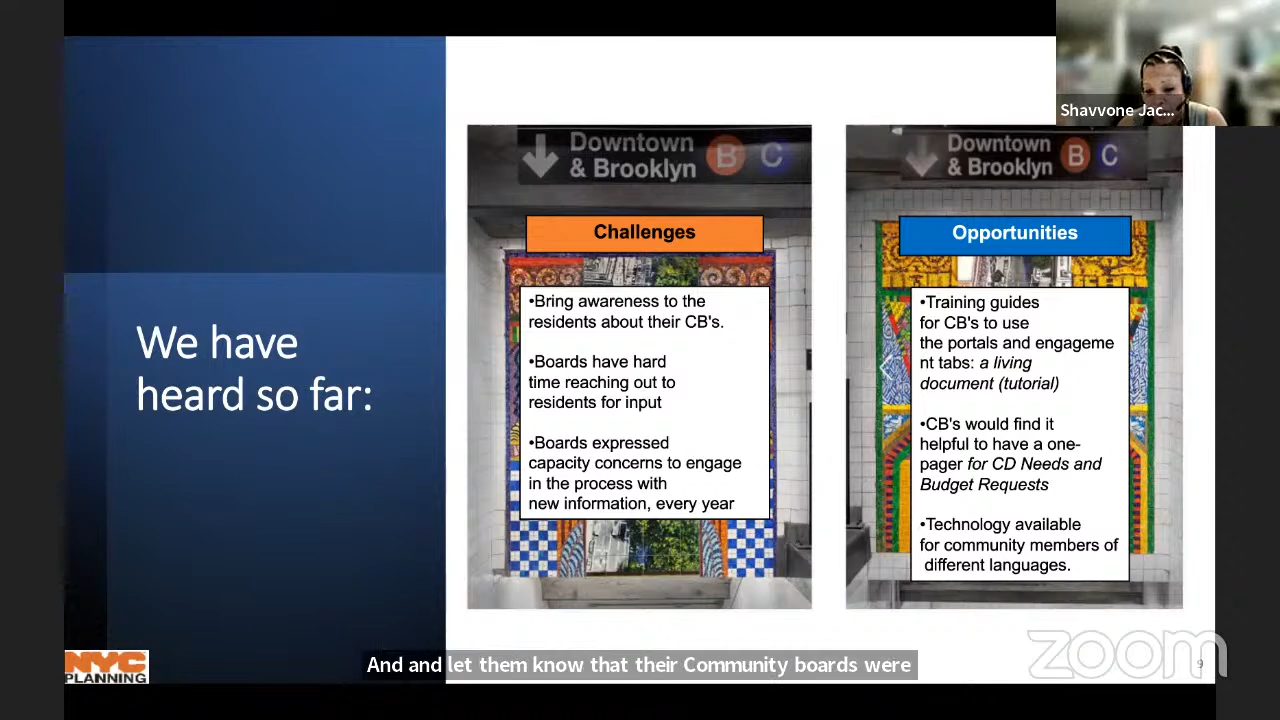 Shavvone Jac...
We have
heard so far:
Downtown
& Brooklyn B C
Challenges
•Bring awareness to the
residents about their CB's.
•Boards have hard
time reaching out to
residents for input
•Boards expressed
capacity concerns to engage
in the process with
new information, every year
Downtown
& Brooklyn B C
Opportunities
•Training guides
for CB's to use
the portals and engageme
nt tabs: a living
document (tutorial)
•CB's would find it
helpful to have a one-
pager for CD Needs and
Budget Requests
•Technology available
for community members of
different languages.
NYC
PLANNING
And and let them know that their Community boards were
zoom
9